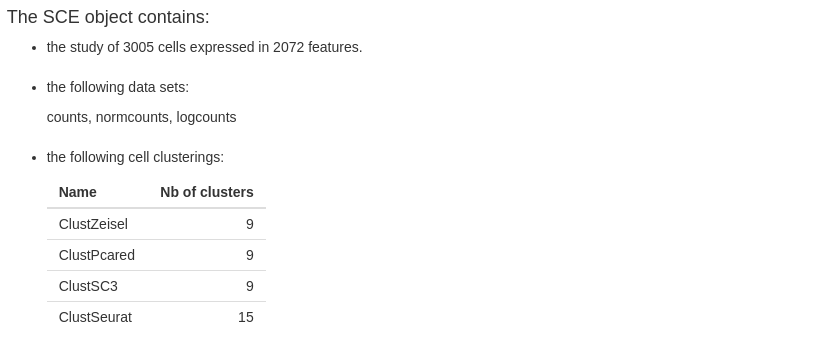 The SCE object contains:
• the study of 3005 cells expressed in 2072 features.
• the following data sets:
counts, normcounts, logcounts
• the following cell clusterings:
Name Nb of clusters
ClustZeisel 9
ClustPcared 9
ClustSC3 9
ClustSeurat 15